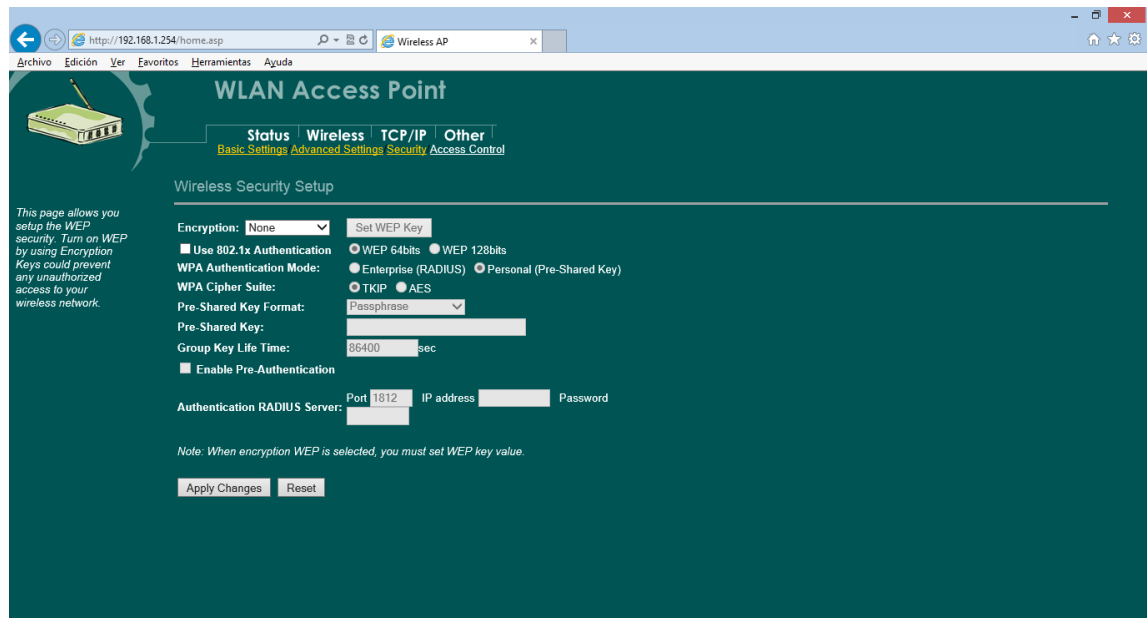 http://192.168.1.254/home.asp
Wireless AP
Archivo Edición Ver Favoritos Herramientas Ayuda
WLAN Access Point
Status Wireless TCP/IP Other
Basic Settings Advanced Settings Security Access Control
Wireless Security Setup
This page allows you
setup the WEP
security. Turn on WEP
by using Encryption
Keys could prevent
any unauthorized
access to your
wireless network.
Encryption: None Set WEP Key
Use 802.1x Authentication WEP 64bits WEP 128bits
WPA Authentication Mode: Enterprise (RADIUS) Personal (Pre-Shared Key)
WPA Cipher Suite: TKIP AES
Pre-Shared Key Format: Passphrase
Pre-Shared Key:
Group Key Life Time: 86400 sec
Enable Pre-Authentication
Authentication RADIUS Server: Port 1812 IP address Password
Note: When encryption WEP is selected, you must set WEP key value.
Apply Changes Reset